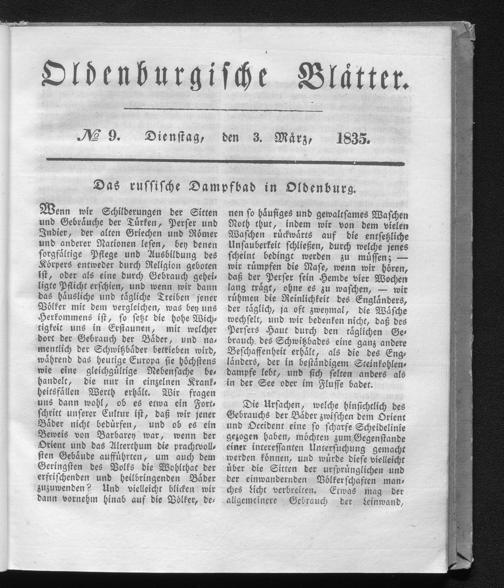 Oldenburgische Blätter.
№ 9. Dienstag, den 3. März, 1835.
Das russische Dampfbad in Oldenburg.
Wenn wir Schilderungen der Sitten
und Gebräuche der Türken, Perser und
Indier, der alten Griechen und Römer
und anderer Nationen lesen, bey denen
sorgfältige Pflege und Ausbildung des
Körpers entweder durch Religion geboten
ist, oder als eine durch Gebrauch gehei-
ligte Pflicht erschien, und wenn wir dann
das häusliche und tägliche Treiben jener
Völker mit dem vergleichen, was bey uns
Herkommens ist, so setzt die hohe Wich-
tigkeit uns in Erstaunen, mit welcher
dort der Gebrauch der Bäder, und na-
mentlich der Schwitzbäder betrieben wird,
während das heutige Europa sie höchstens
wie eine gleichgültige Nebensache be-
handelt, die nur in einzelnen Krank-
heitsfällen Werth erhält. Wir fragen
uns dann wohl, ob es etwa ein Fort-
schritt unserer Cultur ist, daß wir jener
Bäder nicht bedürfen, und ob es ein
Beweis von Barbarey war, wenn der
Orient und das Alterthum die prachtvoll-
sten Gebäude aufführten, um auch dem
Geringsten des Volks die Wohlthat der
erfrischenden und heilbringenden Bäder
zuzuwenden? Und vielleicht blicken wir
dann vornehm hinab auf die Völker, de-
nen so häufiges und gewaltsames Waschen
Noth thut, indem wir von dem vielen
Waschen rückwärts auf die entsetzliche
Unsauberkeit schließen, durch welche jenes
scheint bedingt werden zu müssen; —
wir rümpfen die Nase, wenn wir hören,
daß der Perser sein Hemde vier Wochen
lang trägt, ohne es zu waschen, — wir
rühmen die Reinlichkeit des Engländers,
der täglich, ja oft zweymal, die Wäsche
wechselt, und wir bedenken nicht, daß des
Persers Haut durch den täglichen Ge-
brauch des Schwitzbades eine ganz andere
Beschaffenheit erhält, als die des Eng-
länders, der in beständigem Steinkohlen-
dampfe lebt, und sich selten anders als
in der See oder im Flusse badet.
Die Ursachen, welche hinsichtlich des
Gebrauchs der Bäder zwischen dem Orient
und Occident eine so scharfe Scheidelinie
gezogen haben, möchten zum Gegenstande
einer interessanten Untersuchung gemacht
werden können, und würde diese vielleicht
über die Sitten der ursprünglichen und
der einwandernden Völkerschaften man-
ches Licht verbreiten. Etwas mag der
allgemeinere Gebrauch der Leinwand,